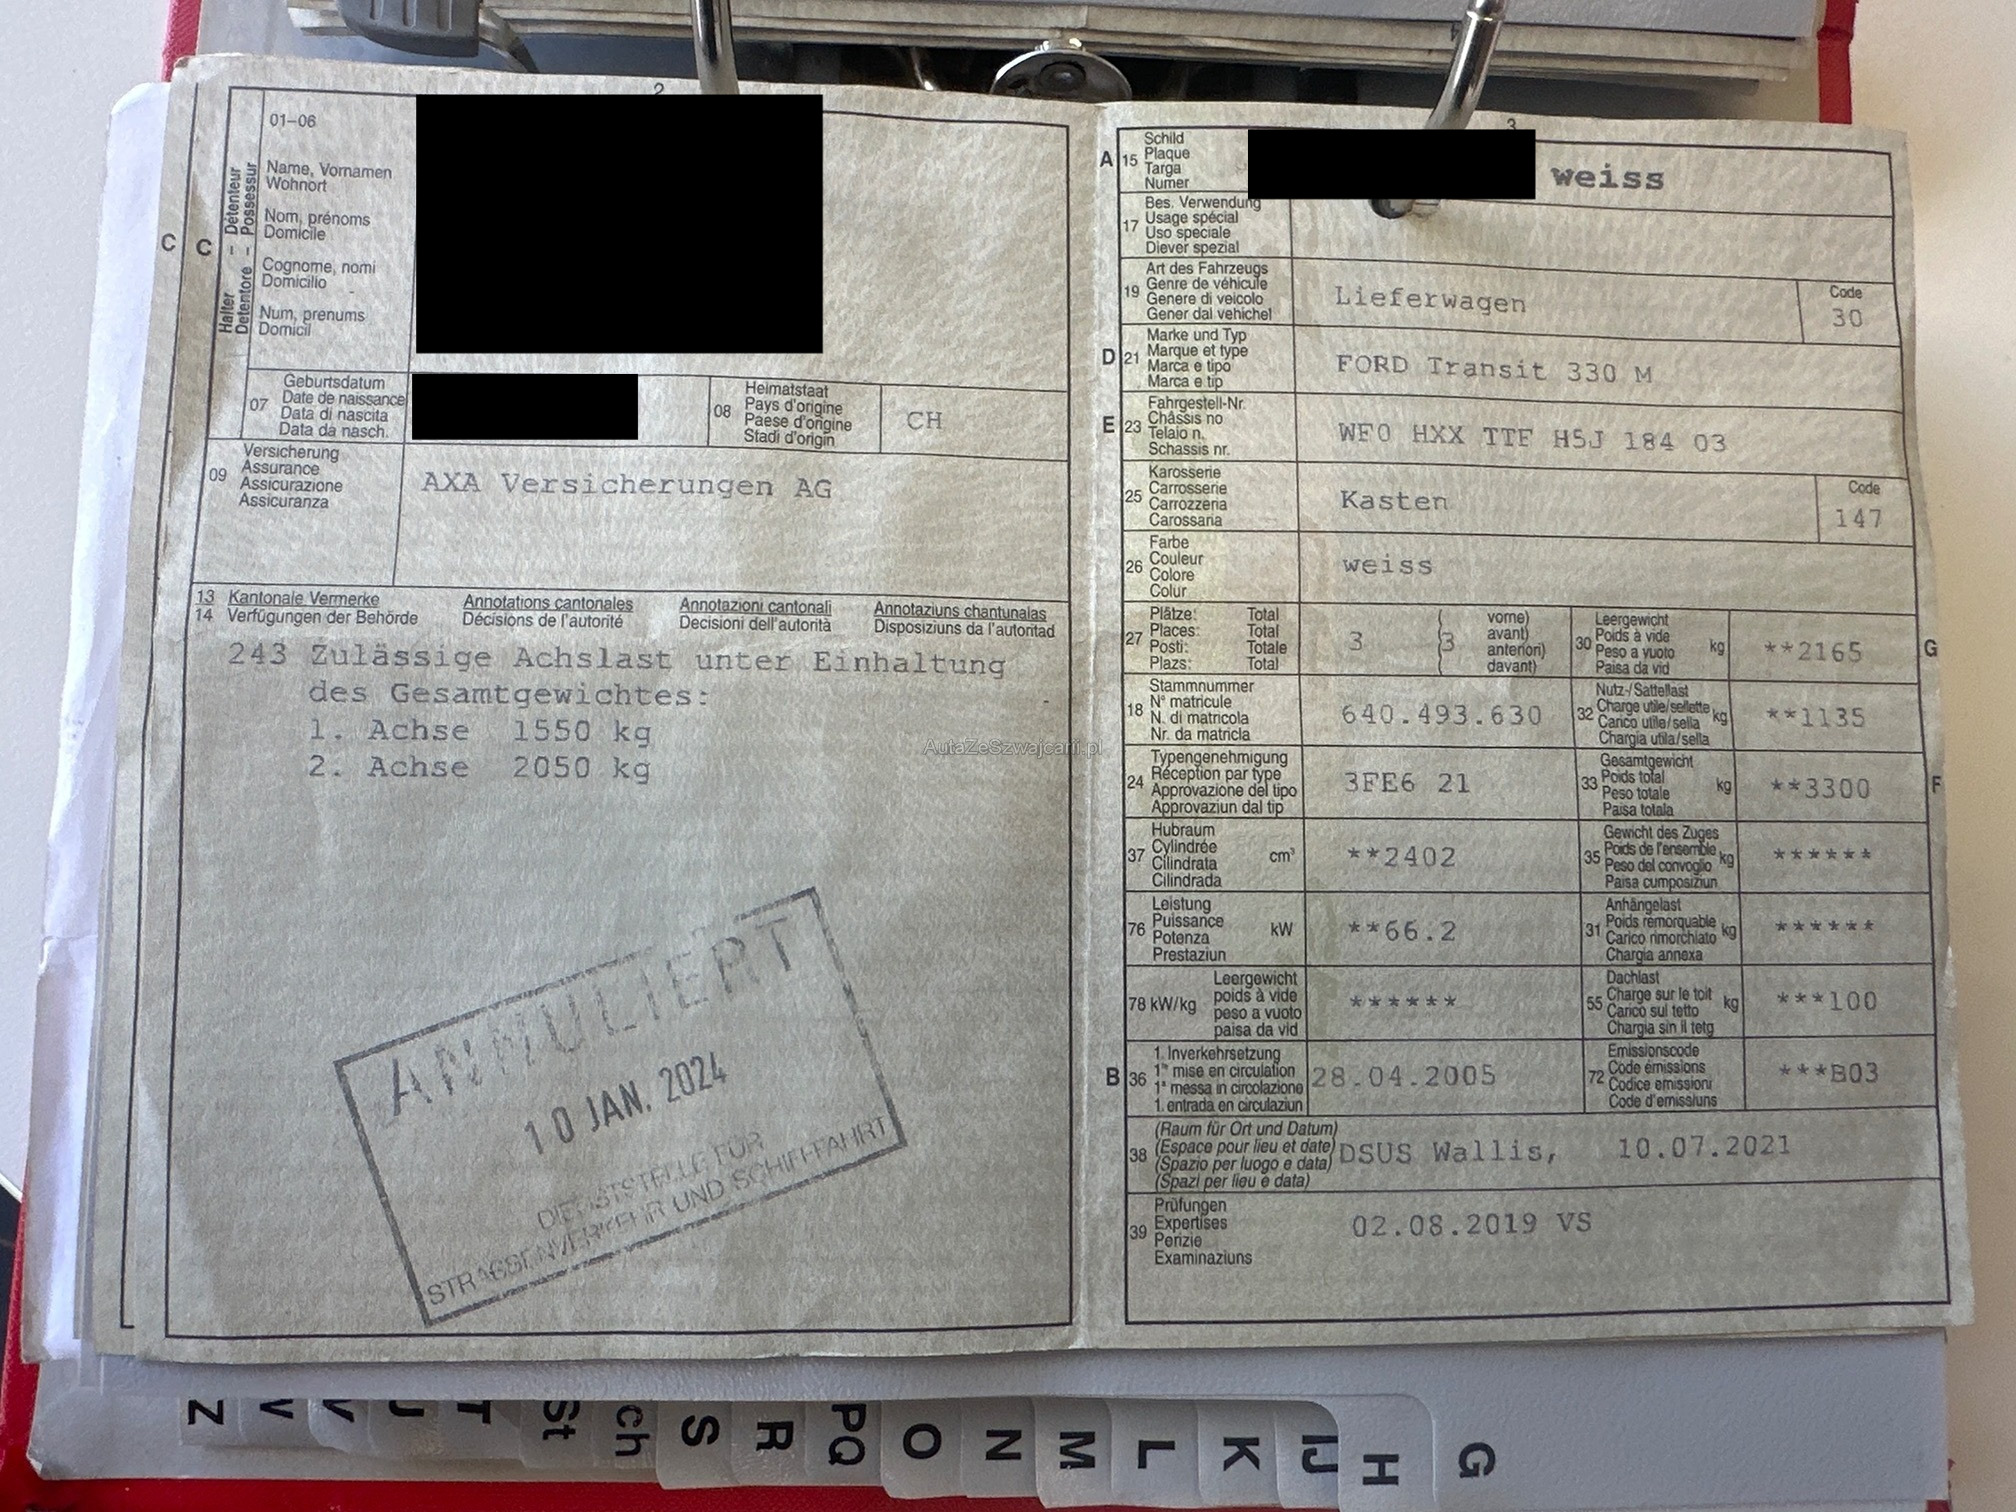 2
01–06
Name, Vornamen
Wohnort
Nom, prénoms
Domicile
Cognome, nomi
Domicilio
Num, prenums
Domicil
C C
Halter – Détenteur
Detentore – Possessur
07
Geburtsdatum
Date de naissance
Data di nascita
Data da nasch.
08
Heimatstaat
Pays d'origine
Paese d'origine
Stadi d'origin
CH
09
Versicherung
Assurance
Assicurazione
Assicuranza
AXA Versicherungen AG
13 Kantonale Vermerke Annotations cantonales Annotazioni cantonali Annotaziuns chantunalas
14 Verfügungen der Behörde Décisions de l'autorité Decisioni dell'autorità Disposiziuns da l'autoritad
243 Zulässige Achslast unter Einhaltung
des Gesamtgewichtes:
1. Achse 1550 kg
2. Achse 2050 kg
ANNULIERT
10 JAN. 2024
DIENSTSTELLE FÜR
STRASSENVERKEHR UND SCHIFFFAHRT
3
A 15
Schild
Plaque
Targa
Numer
weiss
17
Bes. Verwendung
Usage spécial
Uso speciale
Diever spezial
19
Art des Fahrzeugs
Genre de véhicule
Genere di veicolo
Gener dal vehichel
Lieferwagen
Code
30
D 21
Marke und Typ
Marque et type
Marca e tipo
Marca e tip
FORD Transit 330 M
E 23
Fahrgestell-Nr.
Châssis no
Telaio n.
Schassis nr.
WF0 HXX TTF H5J 184 03
25
Karosserie
Carrosserie
Carrozzeria
Carossaria
Kasten
Code
147
26
Farbe
Couleur
Colore
Colur
weiss
27
Plätze: Total
Places: Total
Posti: Totale
Plazs: Total
3 (3
vorne)
avant)
anteriori)
davant)
30
Leergewicht
Poids à vide
Peso a vuoto
Paisa da vid
kg
**2165
G
18
Stammnummer
N° matricule
N. di matricola
Nr. da matricla
640.493.630
32
Nutz-/Sattellast
Charge utile/sellette
Carico utile/sella
Chargia utila/sella
kg
**1135
24
Typengenehmigung
Réception par type
Approvazione del tipo
Approvaziun dal tip
3FE6 21
33
Gesamtgewicht
Poids total
Peso totale
Paisa totala
kg
**3300
F
37
Hubraum
Cylindrée
Cilindrata
Cilindrada
cm³
**2402
35
Gewicht des Zuges
Poids de l'ensemble
Peso del convoglio
Paisa cumposiziun
kg
******
76
Leistung
Puissance
Potenza
Prestaziun
kW
**66.2
31
Anhängelast
Poids remorquable
Carico rimorchiato
Chargia annexa
kg
******
78 kW/kg
Leergewicht
poids à vide
peso a vuoto
paisa da vid
******
55
Dachlast
Charge sur le toit
Carico sul tetto
Chargia sin il tetg
kg
***100
B 36
1. Inverkehrsetzung
1re mise en circulation
1a messa in circolazione
1. entrada en circulaziun
28.04.2005
72
Emissionscode
Code émissions
Codice emissioni
Code d'emissiuns
***B03
38
(Raum für Ort und Datum)
(Espace pour lieu et date)
(Spazio per luogo e data)
(Spazi per lieu e data)
DSUS Wallis, 10.07.2021
39
Prüfungen
Expertises
Perizie
Examinaziuns
02.08.2019 VS
AutaZeSzwajcarii.pl
Z V V U T St ch S R PQ O N M L K IJ H G